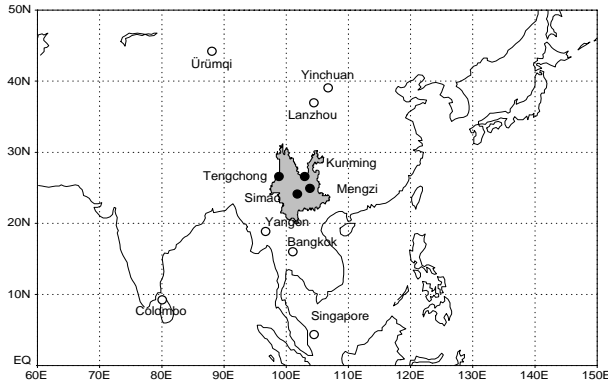 50N
Ürümqi
40N
Yinchuan
Lanzhou
30N
Kunming
Tengchong
Mengzi
Simao
20N
Yangon
Bangkok
10N
Colombo
Singapore
EQ
60E 70E 80E 90E 100E 110E 120E 130E 140E 150E